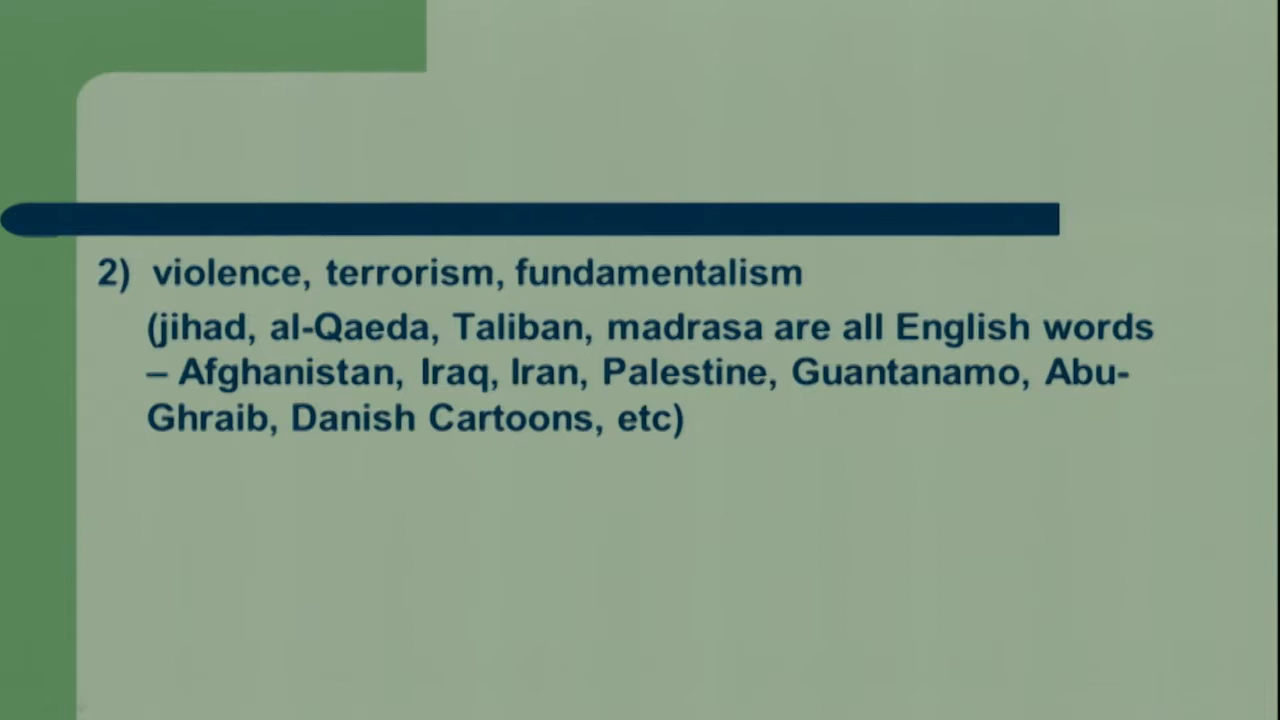 2) violence, terrorism, fundamentalism
(jihad, al-Qaeda, Taliban, madrasa are all English words
– Afghanistan, Iraq, Iran, Palestine, Guantanamo, Abu-
Ghraib, Danish Cartoons, etc)